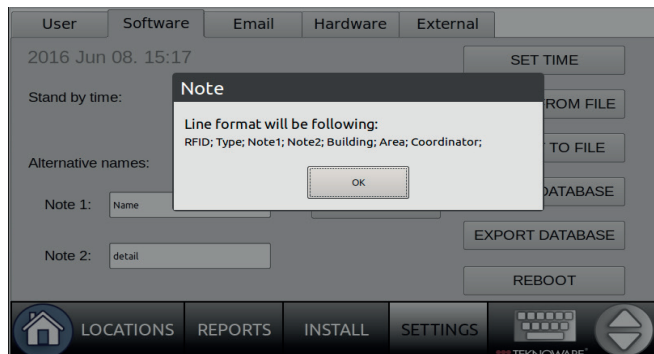 User Software Email Hardware External
2016 Jun 08. 15:17
SET TIME
Stand by time:
ROM FILE
Note
Line format will be following:
RFID; Type; Note1; Note2; Building; Area; Coordinator;
OK
TO FILE
Alternative names:
DATABASE
Note 1: Name
EXPORT DATABASE
Note 2: detail
REBOOT
LOCATIONS REPORTS INSTALL SETTINGS
TEKNOWARE